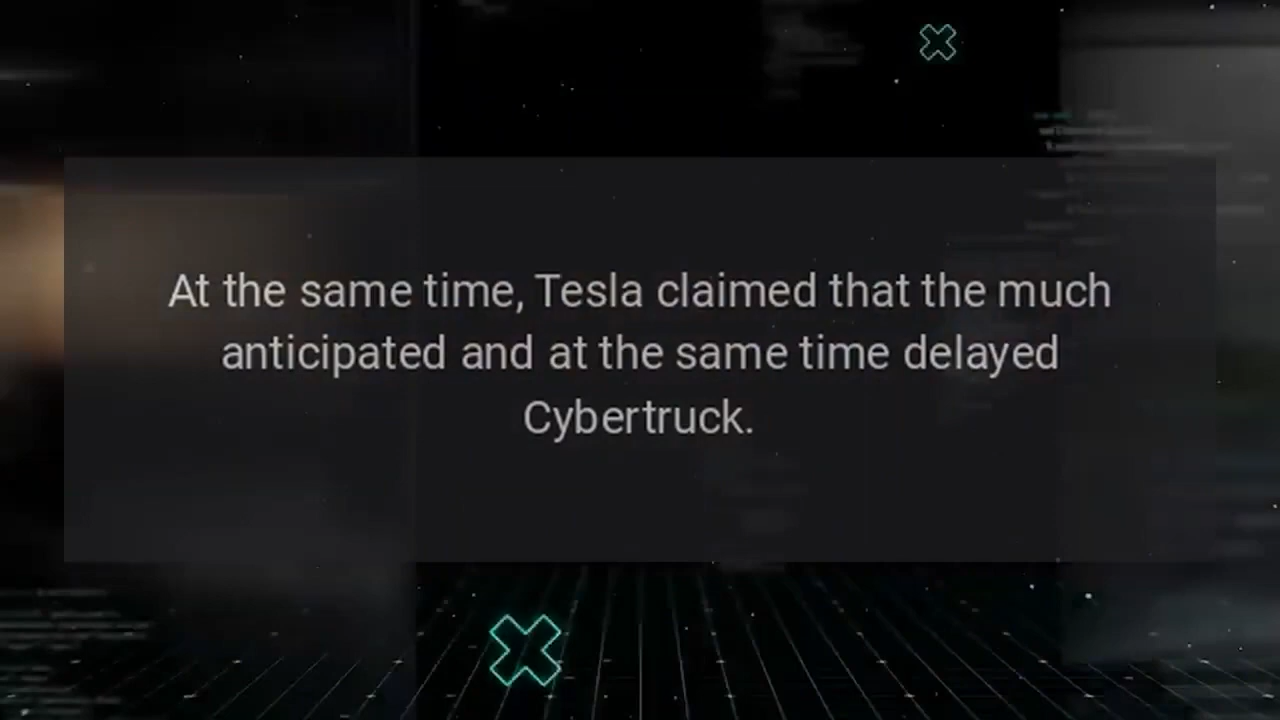 At the same time, Tesla claimed that the much
anticipated and at the same time delayed
Cybertruck.